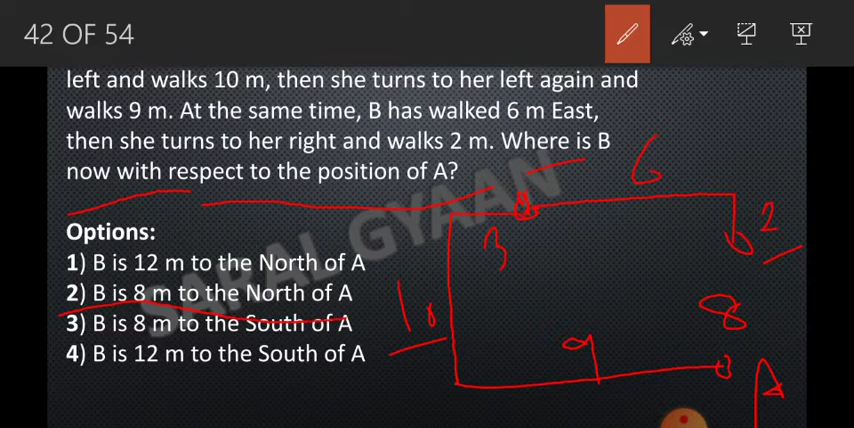 42 OF 54
left and walks 10 m, then she turns to her left again and
walks 9 m. At the same time, B has walked 6 m East,
then she turns to her right and walks 2 m. Where is B
now with respect to the position of A?
6
2
3
Options:
1) B is 12 m to the North of A
2) B is 8 m to the North of A
3) B is 8 m to the South of A
4) B is 12 m to the South of A
10
8
9
A
SARAL GYAAN